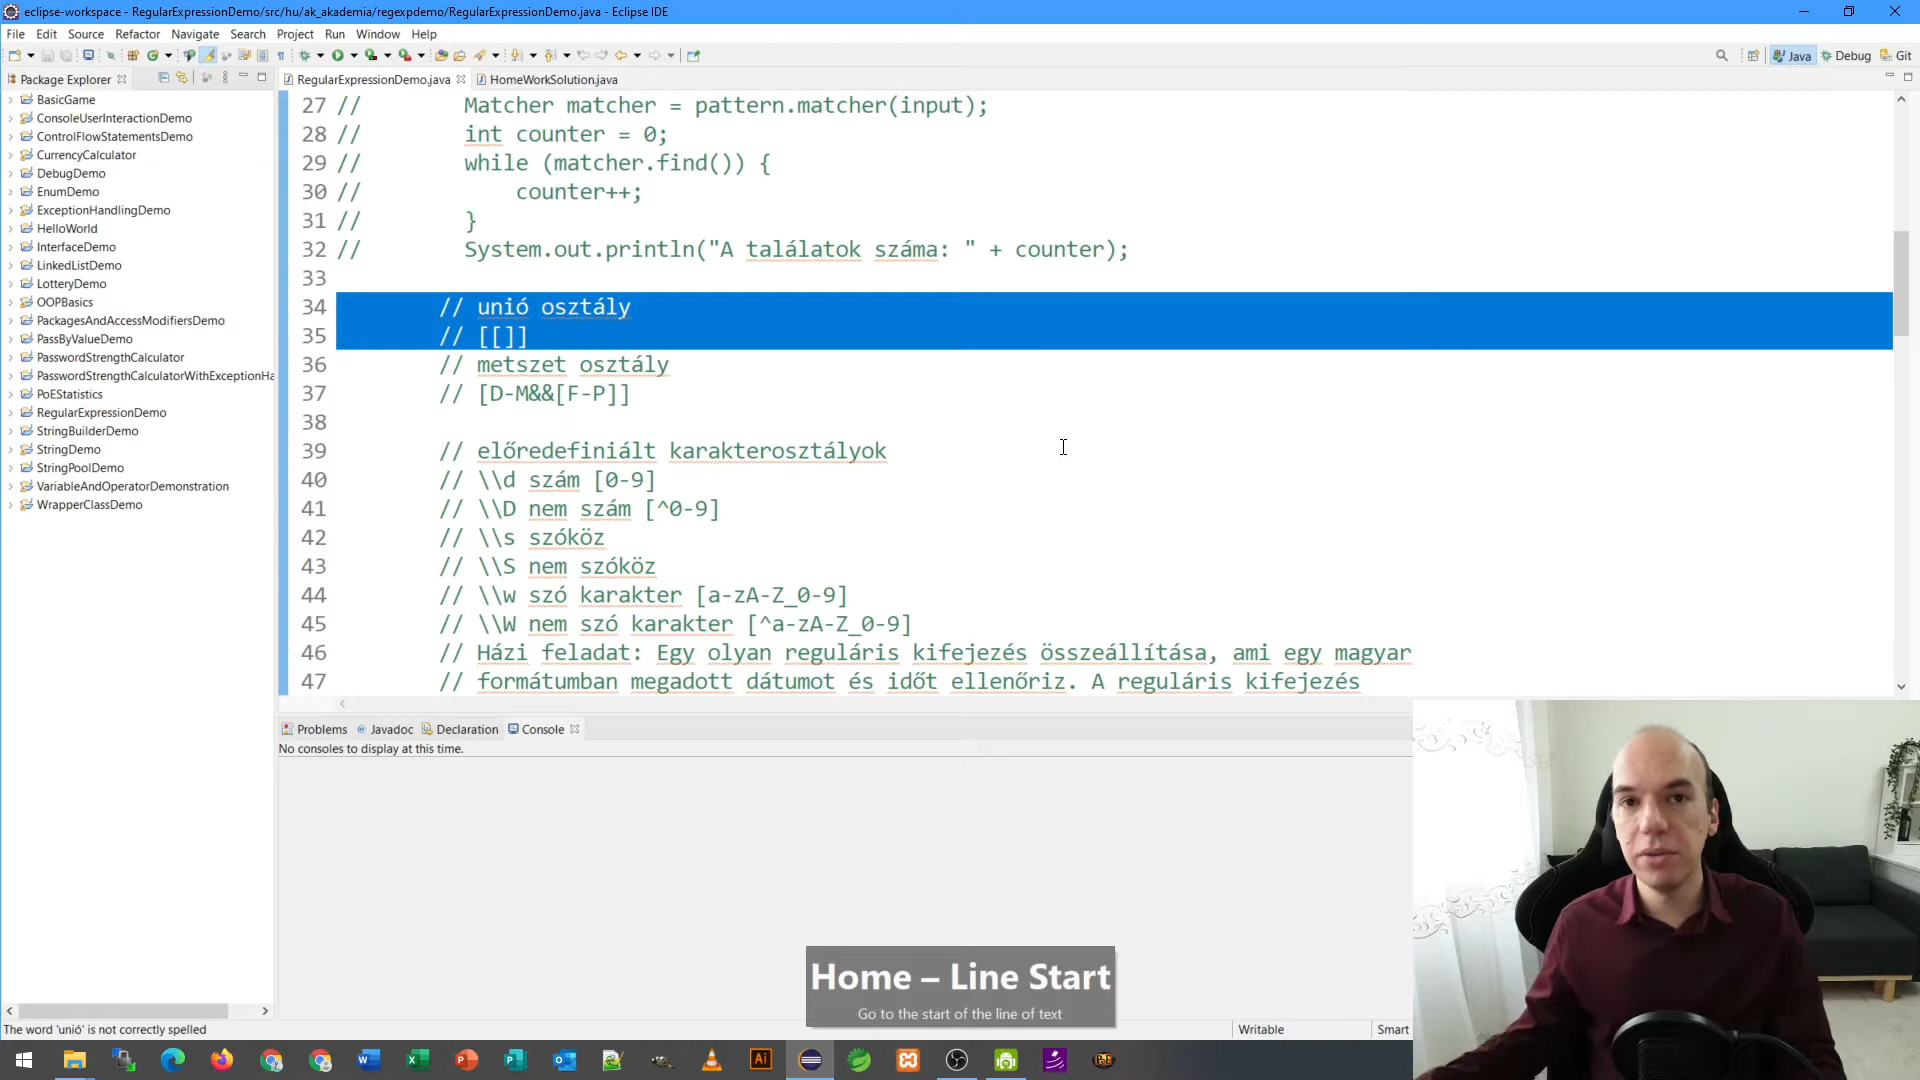 eclipse-workspace - RegularExpressionDemo/src/hu/ak_akademia/regexpdemo/RegularExpressionDemo.java - Eclipse IDE
File Edit Source Refactor Navigate Search Project Run Window Help
Java Debug Git
Package Explorer
RegularExpressionDemo.java HomeWorkSolution.java
BasicGame
ConsoleUserInteractionDemo
ControlFlowStatementsDemo
CurrencyCalculator
DebugDemo
EnumDemo
ExceptionHandlingDemo
HelloWorld
InterfaceDemo
LinkedListDemo
LotteryDemo
OOPBasics
PackagesAndAccessModifiersDemo
PassByValueDemo
PasswordStrengthCalculator
PasswordStrengthCalculatorWithExceptionHa
PoEStatistics
RegularExpressionDemo
StringBuilderDemo
StringDemo
StringPoolDemo
VariableAndOperatorDemonstration
WrapperClassDemo
27 // Matcher matcher = pattern.matcher(input);
28 // int counter = 0;
29 // while (matcher.find()) {
30 // counter++;
31 // }
32 // System.out.println("A találatok száma: " + counter);
33
34 // unió osztály
35 // [[]]
36 // metszet osztály
37 // [D-M&&[F-P]]
38
39 // előredefiniált karakterosztályok
40 // \\d szám [0-9]
41 // \\D nem szám [^0-9]
42 // \\s szóköz
43 // \\S nem szóköz
44 // \\w szó karakter [a-zA-Z_0-9]
45 // \\W nem szó karakter [^a-zA-Z_0-9]
46 // Házi feladat: Egy olyan reguláris kifejezés összeállítása, ami egy magyar
47 // formátumban megadott dátumot és időt ellenőriz. A reguláris kifejezés
Problems Javadoc Declaration Console
No consoles to display at this time.
Home – Line Start
Go to the start of the line of text
The word 'unió' is not correctly spelled
Writable
Smart